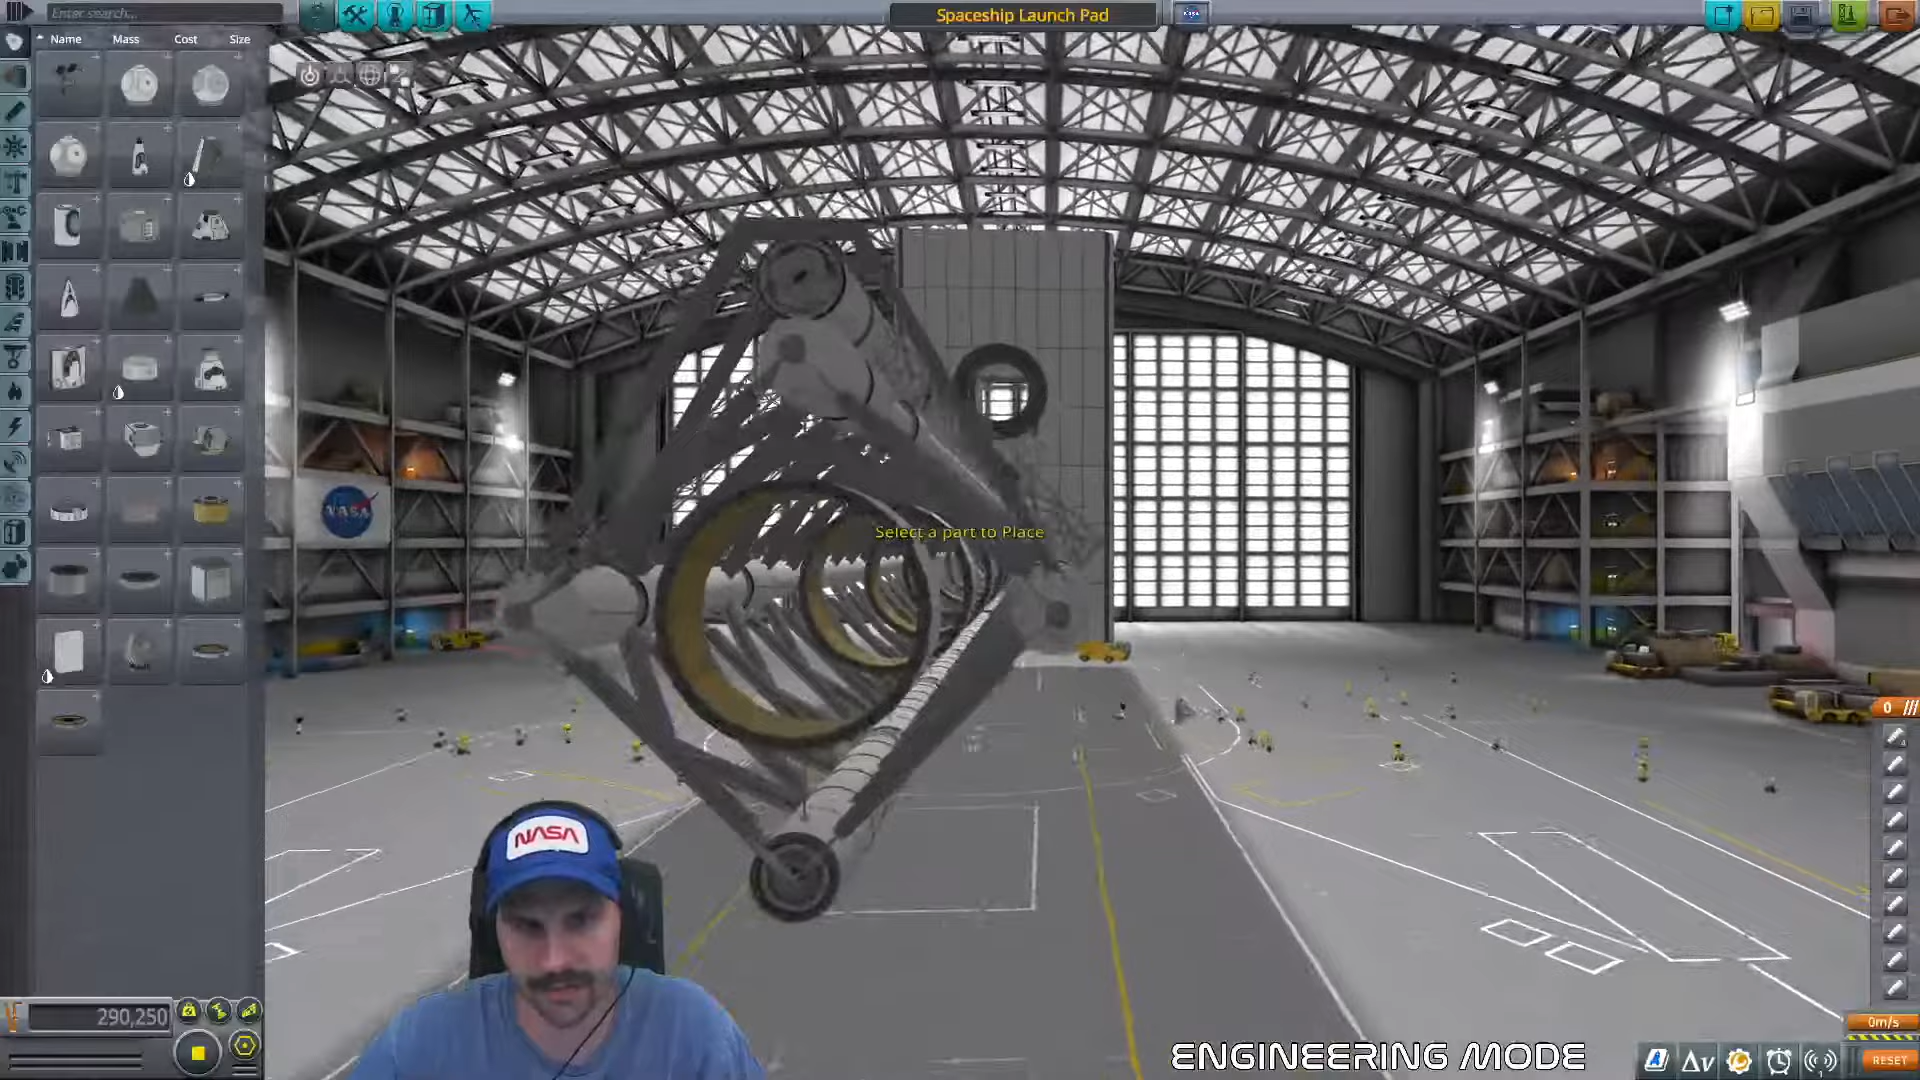 Enter search...
Spaceship Launch Pad
Name Mass Cost Size
NASA
Select a part to Place
0
NASA
290,250
0m/s
ENGINEERING MODE
Δv
RESET